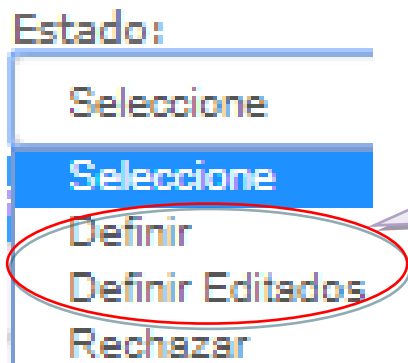 Estado:
Seleccione
Seleccione
Definir
Definir Editados
Rechazar